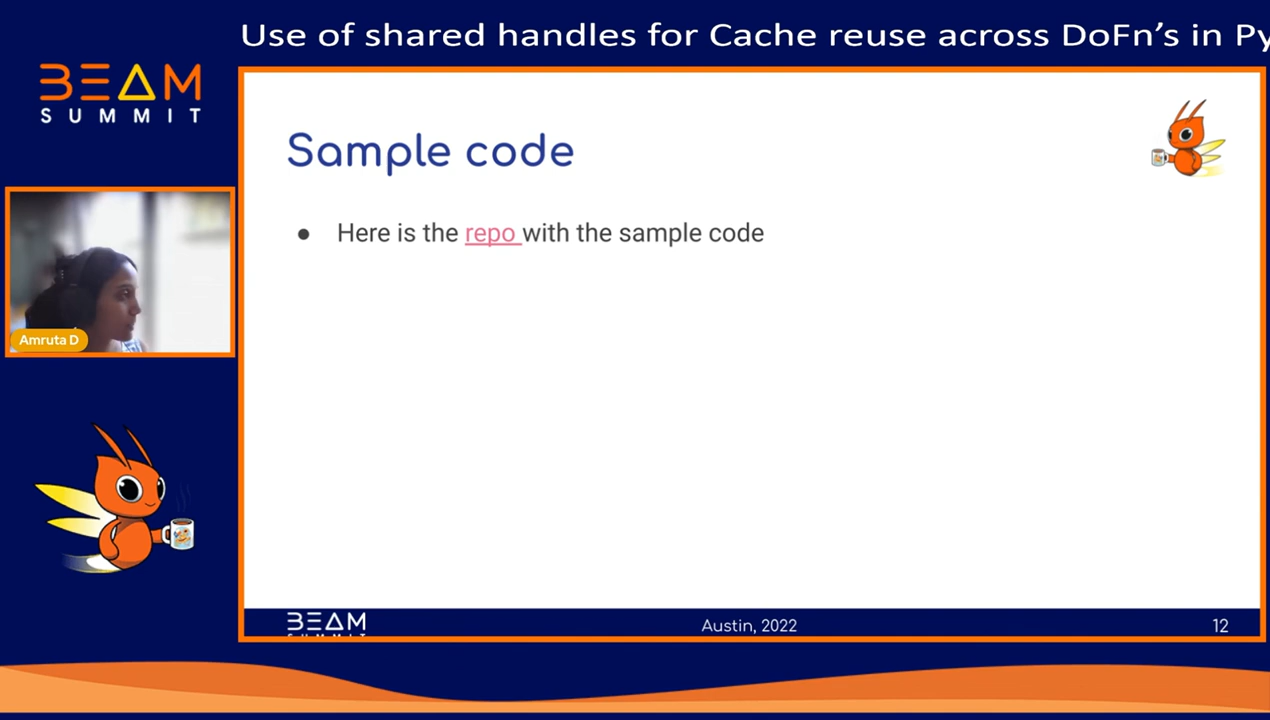 Use of shared handles for Cache reuse across DoFn's in Py
BEAM
SUMMIT
Sample code
● Here is the repo with the sample code
Amruta D
BEAM
Austin, 2022
12